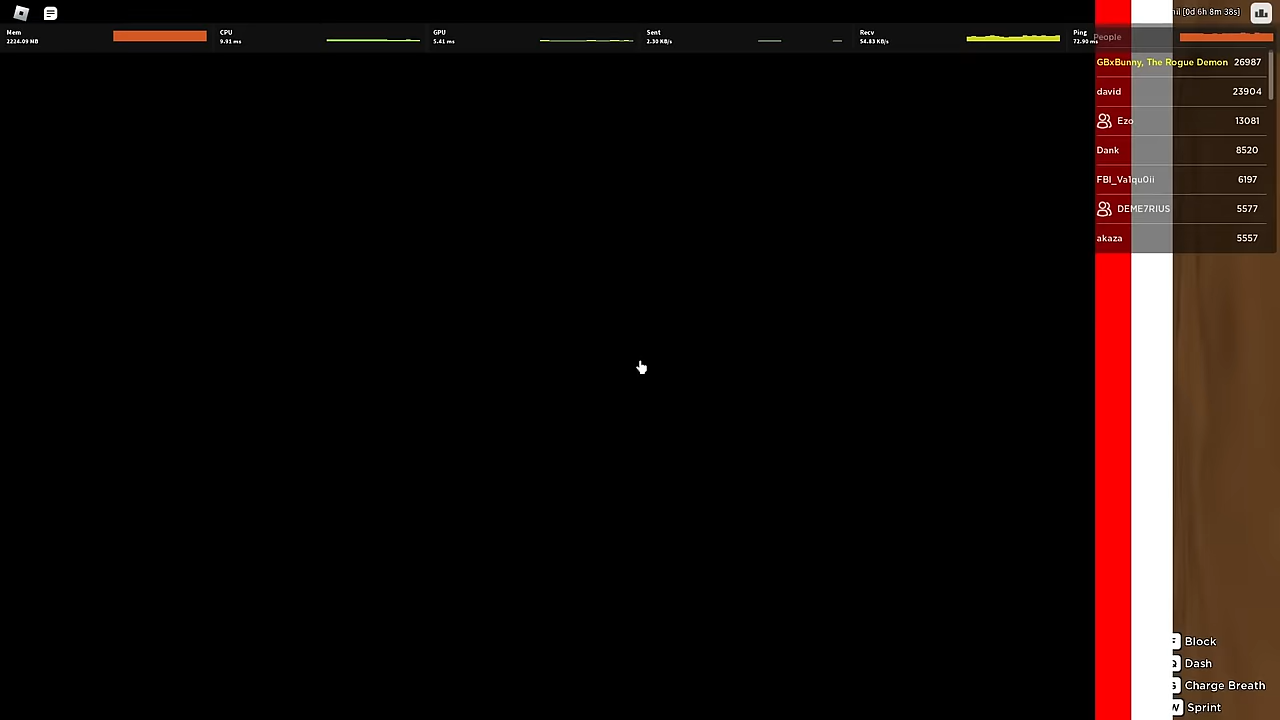 nil [0d 6h 8m 38s]
Mem
2224.09 MB
CPU
9.91 ms
GPU
5.41 ms
Sent
2.30 KB/s
Recv
54.83 KB/s
Ping
72.90 ms
People
GBxBunny, The Rogue Demon 26987
david 23904
Ezo 13081
Dank 8520
FBI_Va1qu0ii 6197
DEME7RIUS 5577
akaza 5557
F Block
Q Dash
G Charge Breath
W Sprint